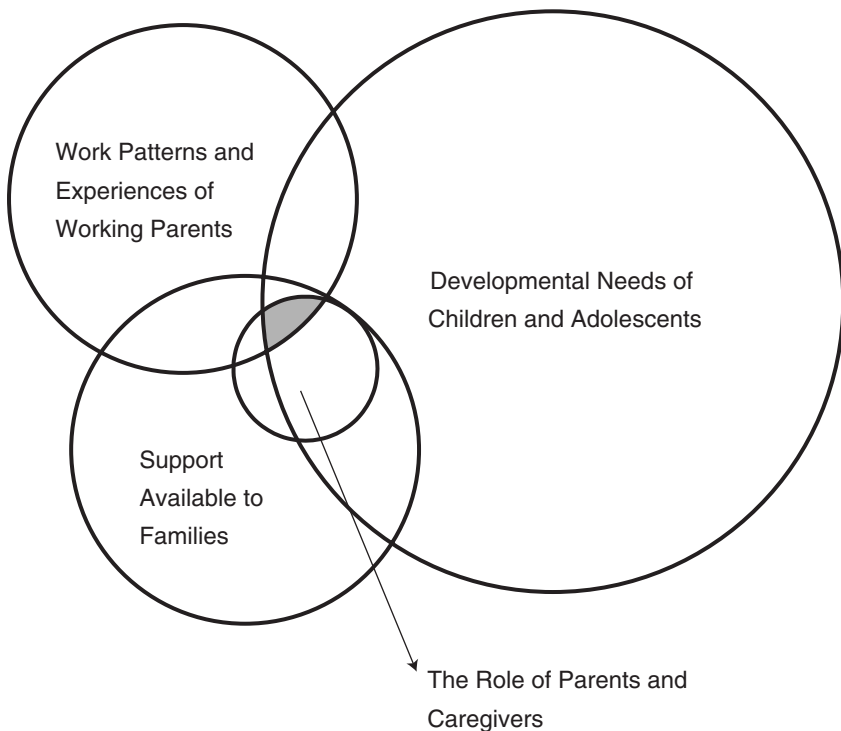 Work Patterns and
Experiences of
Working Parents
Developmental Needs of
Children and Adolescents
Support
Available to
Families
The Role of Parents and
Caregivers